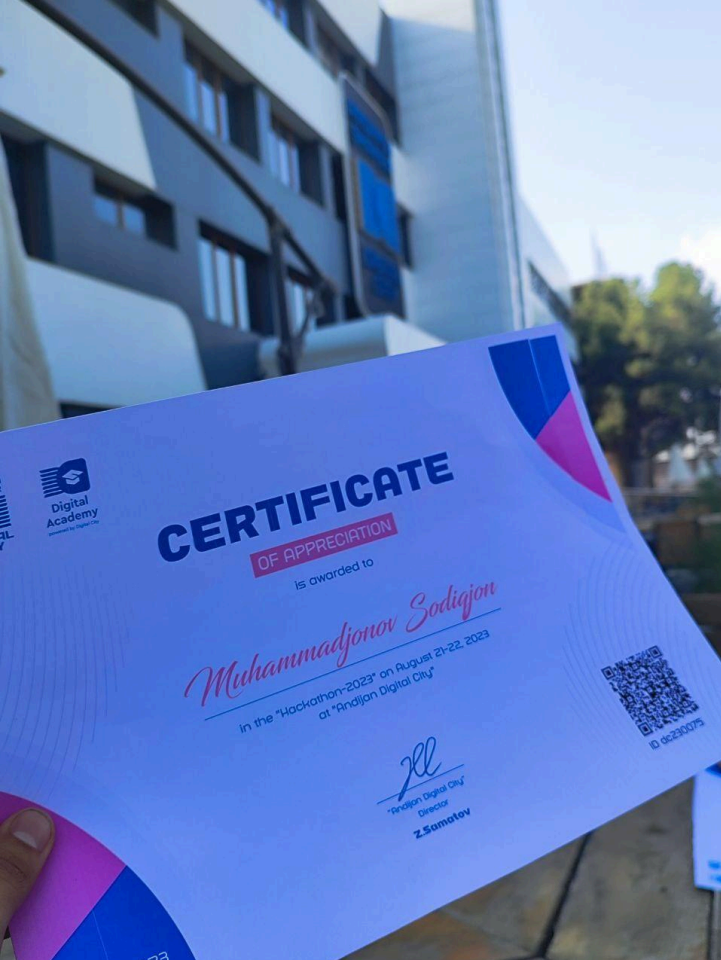 AL
Y
Digital
Academy
powered by Digital City
CERTIFICATE
OF APPRECIATION
is awarded to
Muhammadjonov Sodiqjon
in the "Hackathon-2023" on August 21-22, 2023
at "Andijan Digital City"
"Andijan Digital City"
Director
Z.Samatov
ID dc230075